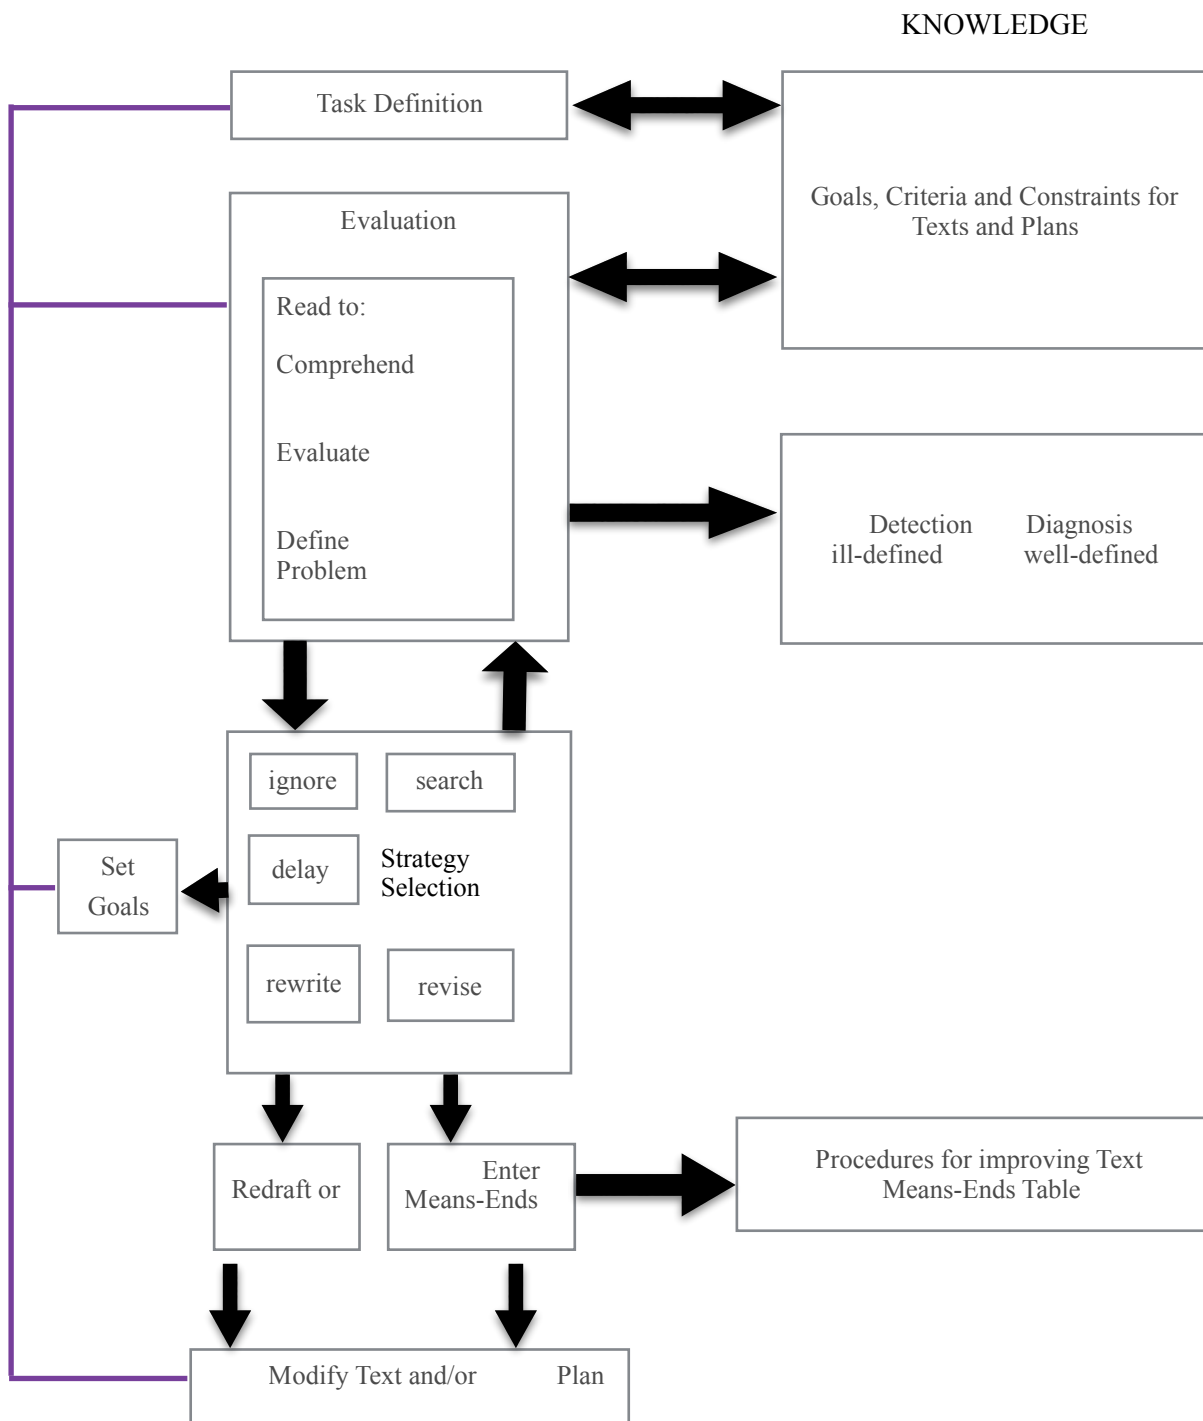 KNOWLEDGE
Task Definition
Goals, Criteria and Constraints for
Texts and Plans
Evaluation
Read to:
Comprehend
Evaluate
Define
Problem
Detection Diagnosis
ill-defined well-defined
ignore
search
delay
Strategy
Selection
Set
Goals
rewrite
revise
Redraft or
Enter
Means-Ends
Procedures for improving Text
Means-Ends Table
Modify Text and/or Plan